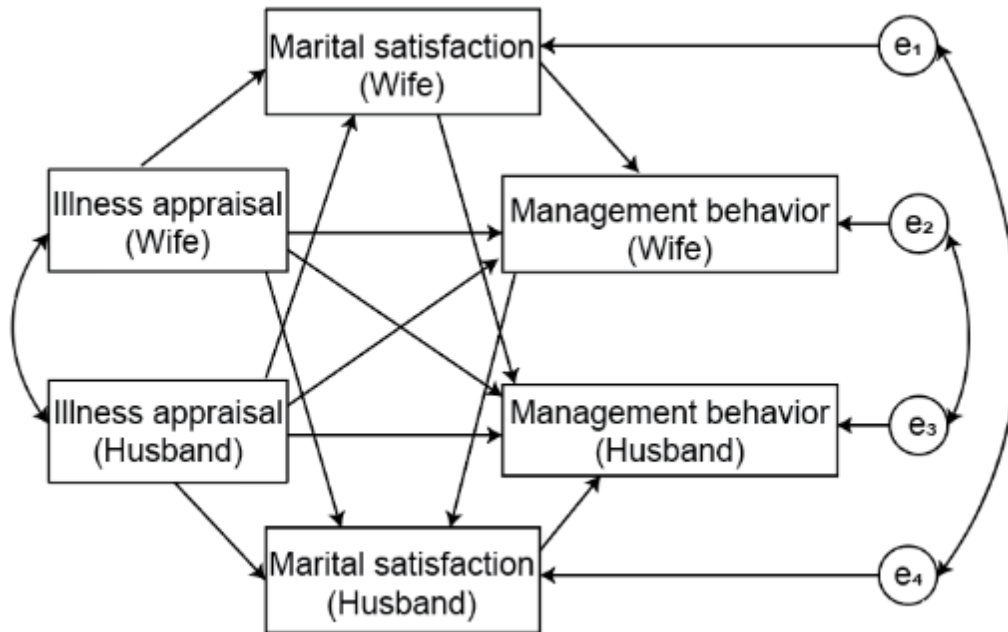 Marital satisfaction
(Wife)
e₁
Illness appraisal
(Wife)
Management behavior
(Wife)
e₂
Illness appraisal
(Husband)
Management behavior
(Husband)
e₃
Marital satisfaction
(Husband)
e₄